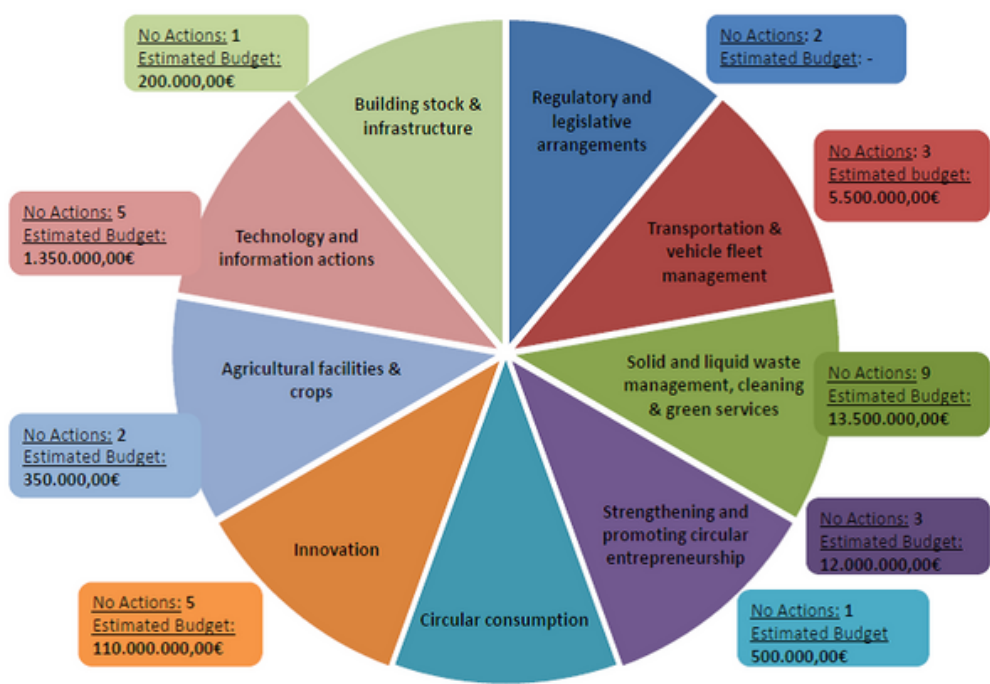 No Actions: 1
Estimated Budget:
200.000,00€
Building stock &
infrastructure
Regulatory and
legislative
arrangements
No Actions: 2
Estimated Budget: -
No Actions: 3
Estimated budget:
5.500.000,00€
Transportation &
vehicle fleet
management
No Actions: 5
Estimated Budget:
1.350.000,00€
Technology and
information actions
Solid and liquid waste
management, cleaning
& green services
No Actions: 9
Estimated Budget:
13.500.000,00€
Agricultural facilities &
crops
No Actions: 2
Estimated Budget:
350.000,00€
Strengthening and
promoting circular
entrepreneurship
No Actions: 3
Estimated Budget:
12.000.000,00€
Innovation
No Actions: 5
Estimated Budget:
110.000.000,00€
Circular consumption
No Actions: 1
Estimated Budget
500.000,00€